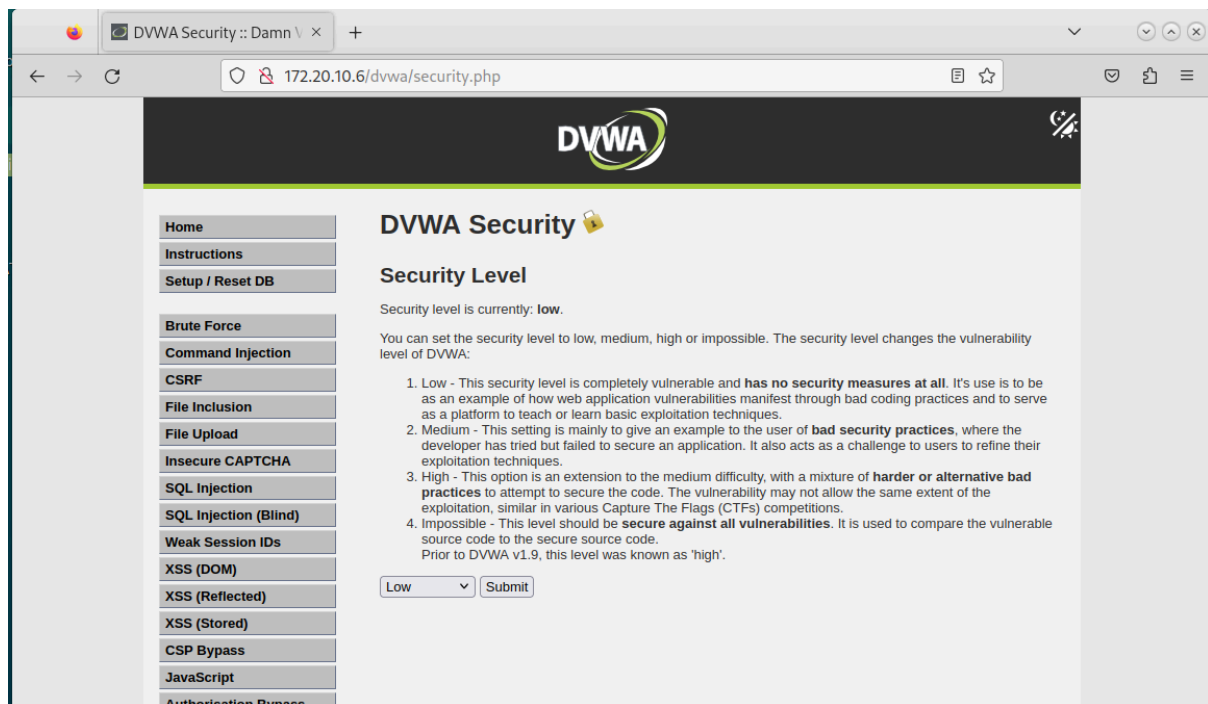 DVWA Security :: Damn V
172.20.10.6/dvwa/security.php
DVWA
Home
Instructions
Setup / Reset DB
Brute Force
Command Injection
CSRF
File Inclusion
File Upload
Insecure CAPTCHA
SQL Injection
SQL Injection (Blind)
Weak Session IDs
XSS (DOM)
XSS (Reflected)
XSS (Stored)
CSP Bypass
JavaScript
Authorisation Bypass
DVWA Security
Security Level
Security level is currently: low.
You can set the security level to low, medium, high or impossible. The security level changes the vulnerability
level of DVWA:
1. Low - This security level is completely vulnerable and has no security measures at all. It's use is to be
as an example of how web application vulnerabilities manifest through bad coding practices and to serve
as a platform to teach or learn basic exploitation techniques.
2. Medium - This setting is mainly to give an example to the user of bad security practices, where the
developer has tried but failed to secure an application. It also acts as a challenge to users to refine their
exploitation techniques.
3. High - This option is an extension to the medium difficulty, with a mixture of harder or alternative bad
practices to attempt to secure the code. The vulnerability may not allow the same extent of the
exploitation, similar in various Capture The Flags (CTFs) competitions.
4. Impossible - This level should be secure against all vulnerabilities. It is used to compare the vulnerable
source code to the secure source code.
Prior to DVWA v1.9, this level was known as 'high'.
Low
Submit